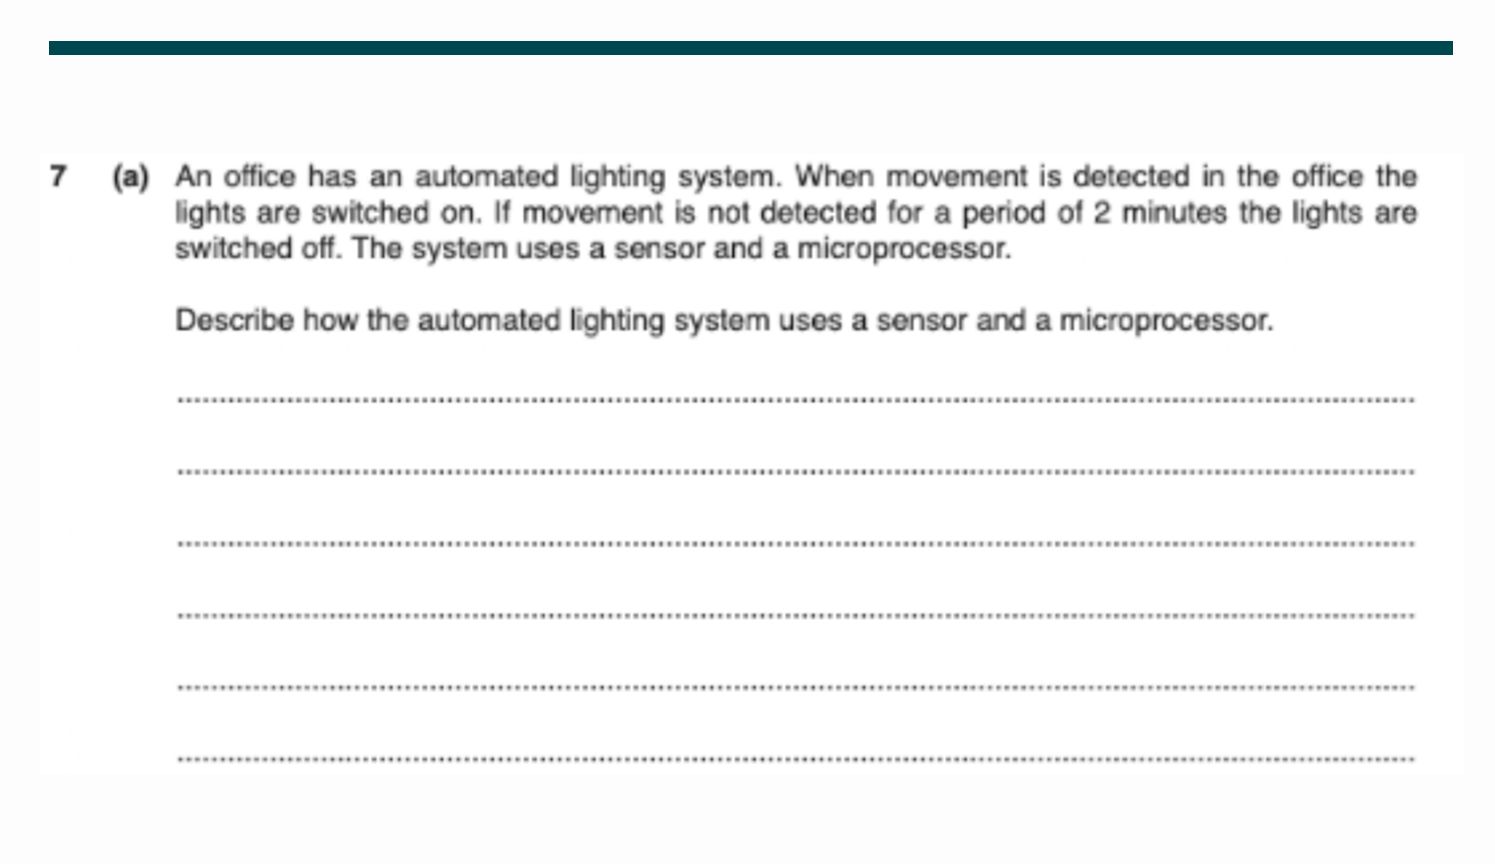 7 (a) An office has an automated lighting system. When movement is detected in the office the
lights are switched on. If movement is not detected for a period of 2 minutes the lights are
switched off. The system uses a sensor and a microprocessor.
Describe how the automated lighting system uses a sensor and a microprocessor.